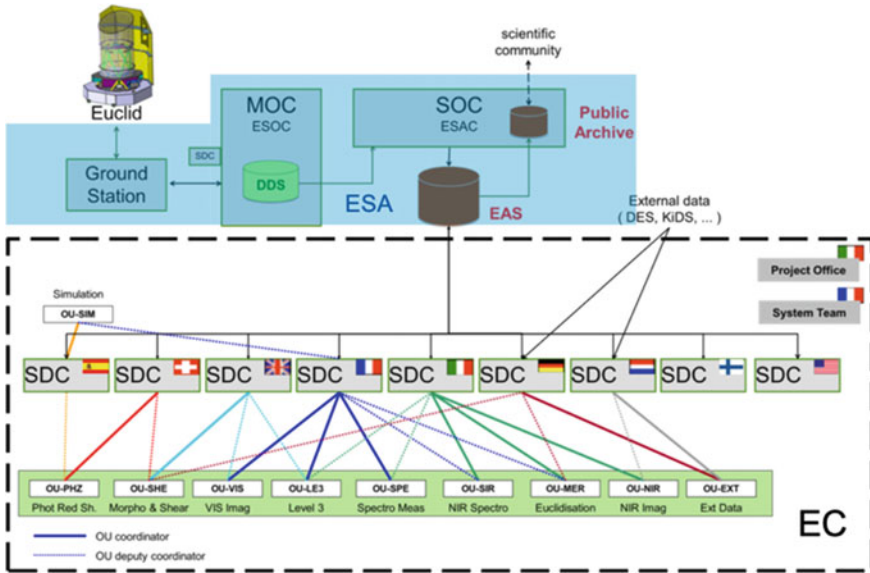 scientific
community
Euclid
MOC
ESOC
SOC
ESAC
Public
Archive
SDC
Ground
Station
DDS
ESA
EAS
External data
( DES, KiDS, ... )
Project Office
System Team
Simulation
OU-SIM
SDC SDC SDC SDC SDC SDC SDC SDC SDC
OU-PHZ OU-SHE OU-VIS OU-LE3 OU-SPE OU-SIR OU-MER OU-NIR OU-EXT
Phot Red Sh. Morpho & Shear VIS Imag Level 3 Spectro Meas NIR Spectro Euclidisation NIR Imag Ext Data
EC
OU coordinator
OU deputy coordinator